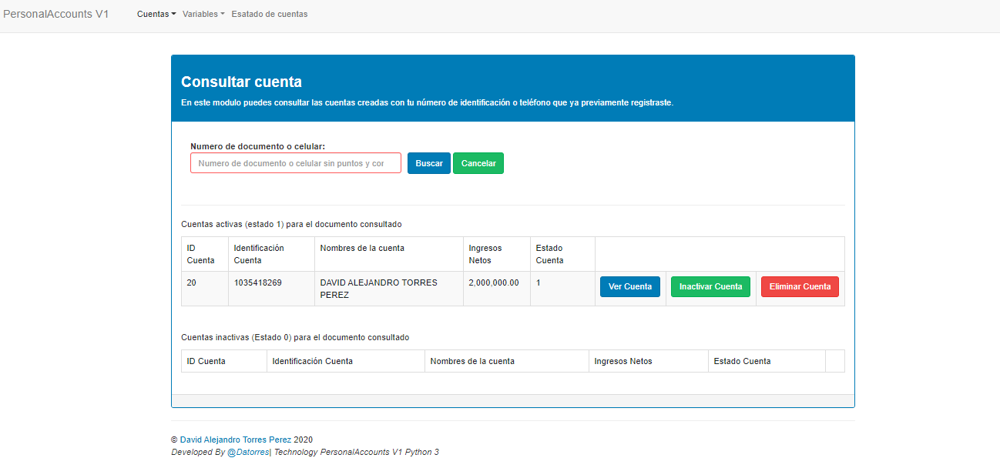 PersonalAccounts V1 Cuentas Variables Esatado de cuentas
Consultar cuenta
En este modulo puedes consultar las cuentas creadas con tu número de identificación o teléfono que ya previamente registraste.
Numero de documento o celular:
Numero de documento o celular sin puntos y cor Buscar Cancelar
Cuentas activas (estado 1) para el documento consultado
ID Cuenta Identificación Cuenta Nombres de la cuenta Ingresos Netos Estado Cuenta
20 1035418269 DAVID ALEJANDRO TORRES PEREZ 2,000,000.00 1 Ver Cuenta Inactivar Cuenta Eliminar Cuenta
Cuentas inactivas (Estado 0) para el documento consultado
ID Cuenta Identificación Cuenta Nombres de la cuenta Ingresos Netos Estado Cuenta
© David Alejandro Torres Perez 2020
Developed By @Datorres| Technology PersonalAccounts V1 Python 3